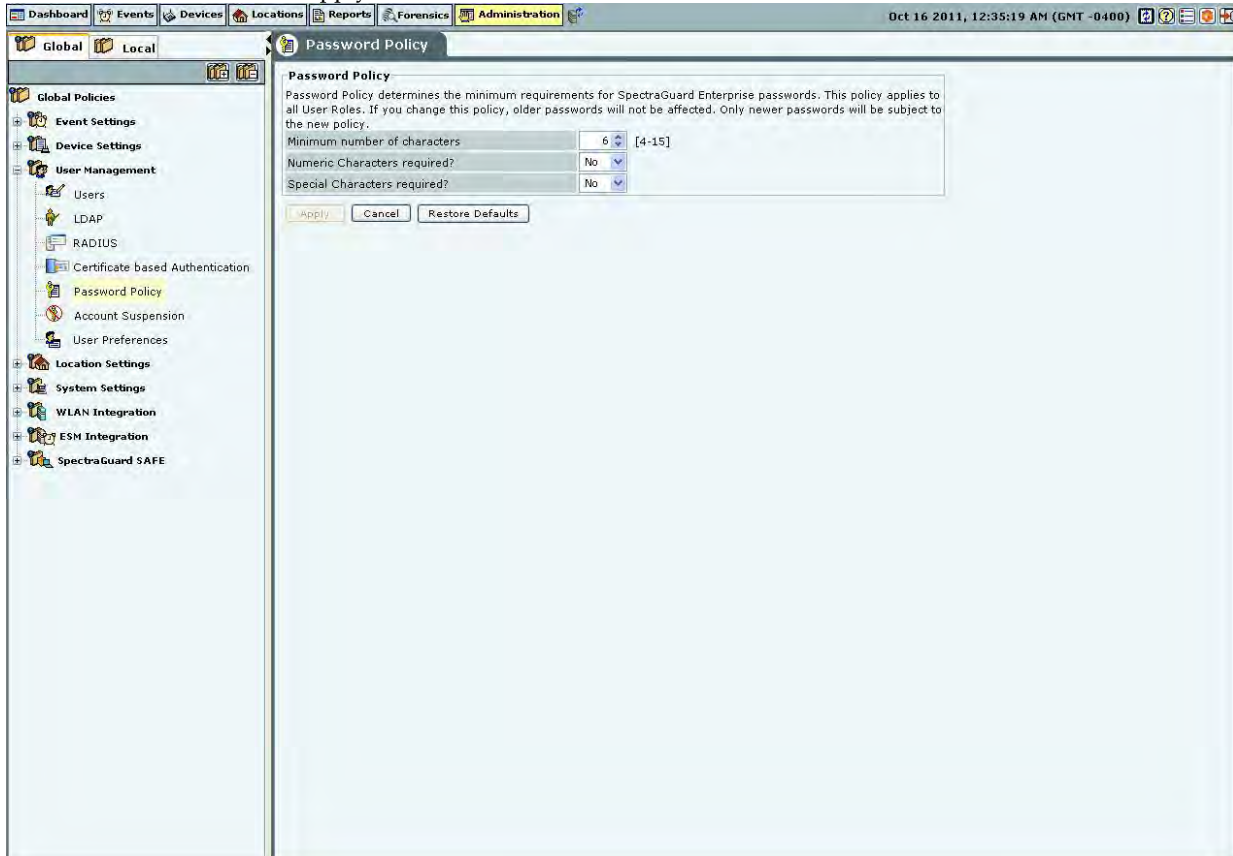 Dashboard Events Devices Locations Reports Forensics Administration Oct 16 2011, 12:35:19 AM (GMT -0400)
Global Local
Password Policy
Global Policies
Event Settings
Device Settings
User Management
Users
LDAP
RADIUS
Certificate based Authentication
Password Policy
Account Suspension
User Preferences
Location Settings
System Settings
WLAN Integration
ESM Integration
SpectraGuard SAFE
Password Policy
Password Policy determines the minimum requirements for SpectraGuard Enterprise passwords. This policy applies to
all User Roles. If you change this policy, older passwords will not be affected. Only newer passwords will be subject to
the new policy.
Minimum number of characters 6 [4-15]
Numeric Characters required? No
Special Characters required? No
Apply Cancel Restore Defaults